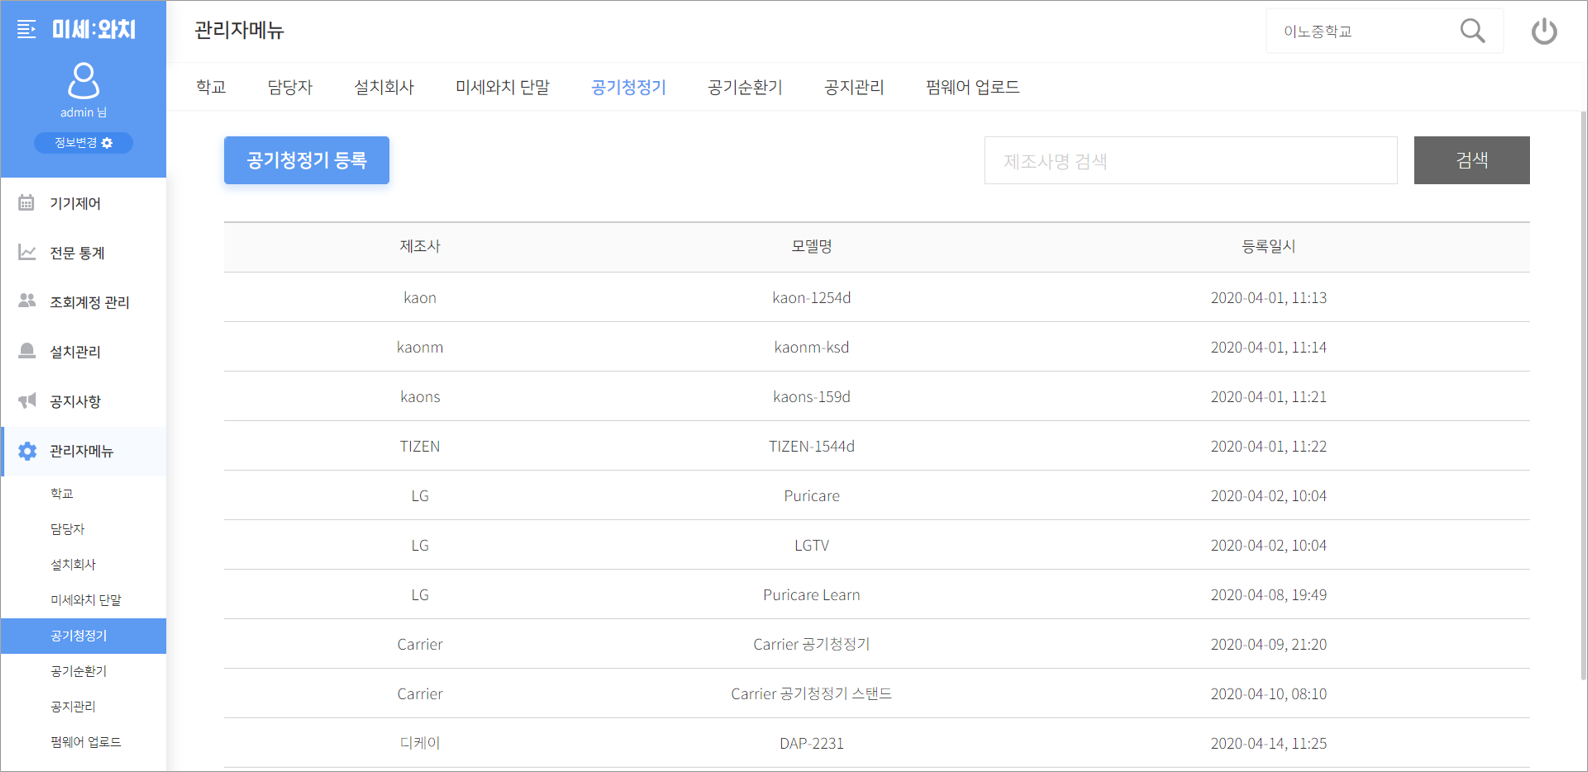 미세:와치
admin 님
정보변경
기기제어
전문 통계
조회계정 관리
설치관리
공지사항
관리자메뉴
학교
담당자
설치회사
미세와치 단말
공기청정기
공기순환기
공지관리
펌웨어 업로드
관리자메뉴
이노중학교
학교 담당자 설치회사 미세와치 단말 공기청정기 공기순환기 공지관리 펌웨어 업로드
공기청정기 등록
제조사명 검색
검색
제조사 모델명 등록일시
kaon kaon-1254d 2020-04-01, 11:13
kaonm kaonm-ksd 2020-04-01, 11:14
kaons kaons-159d 2020-04-01, 11:21
TIZEN TIZEN-1544d 2020-04-01, 11:22
LG Puricare 2020-04-02, 10:04
LG LGTV 2020-04-02, 10:04
LG Puricare Learn 2020-04-08, 19:49
Carrier Carrier 공기청정기 2020-04-09, 21:20
Carrier Carrier 공기청정기 스탠드 2020-04-10, 08:10
디케이 DAP-2231 2020-04-14, 11:25